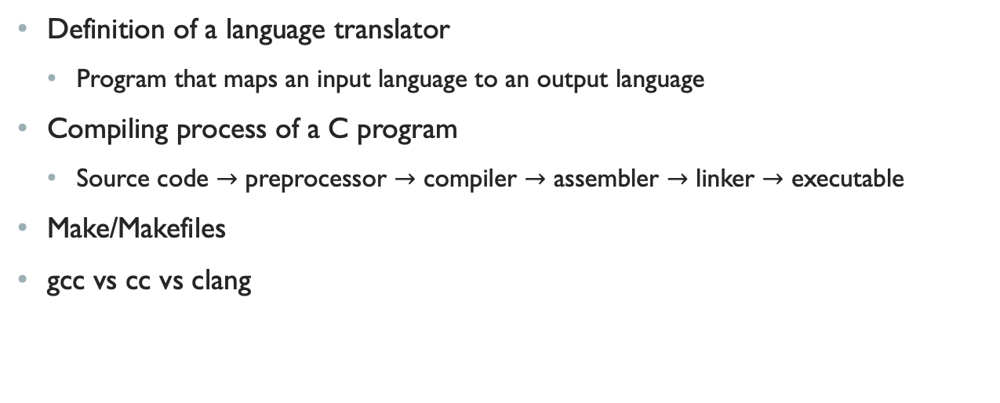 • Definition of a language translator
• Program that maps an input language to an output language
• Compiling process of a C program
• Source code → preprocessor → compiler → assembler → linker → executable
• Make/Makefiles
• gcc vs cc vs clang